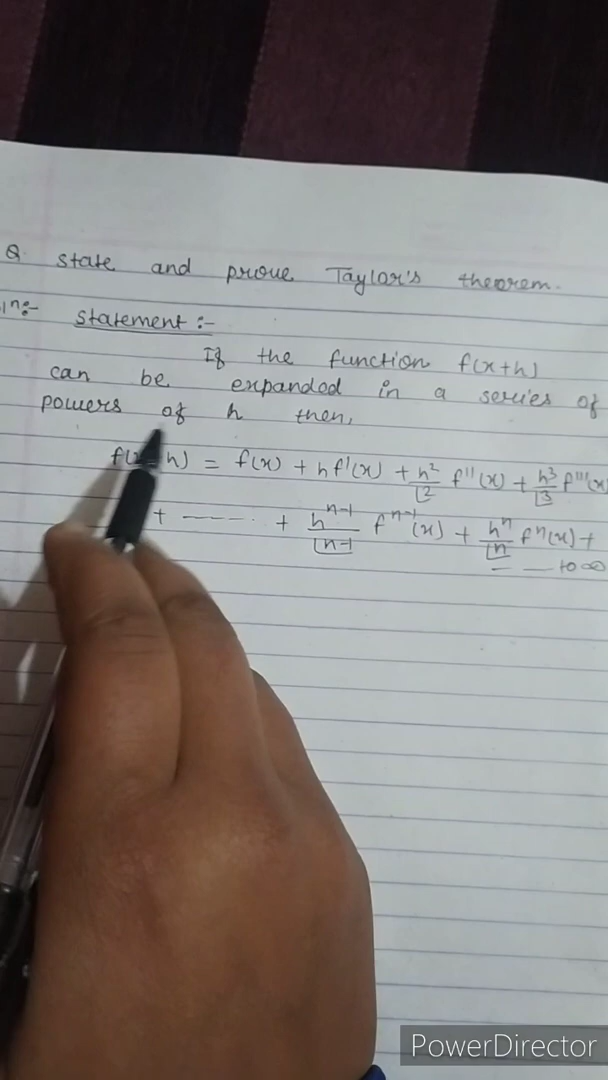 Q. state and prove Taylor's theorem.
1n:- statement :-
If the function f(x+h)
can be expanded in a series of
powers of h then,
f(x h) = f(x) + hf'(x) + h²/⌊2 f''(x) + h³/⌊3 f'''(x
+ ------ + hⁿ⁻¹/⌊n-1 fⁿ⁻¹(x) + hⁿ/⌊n fⁿ(x) +
— — to ∞
PowerDirector